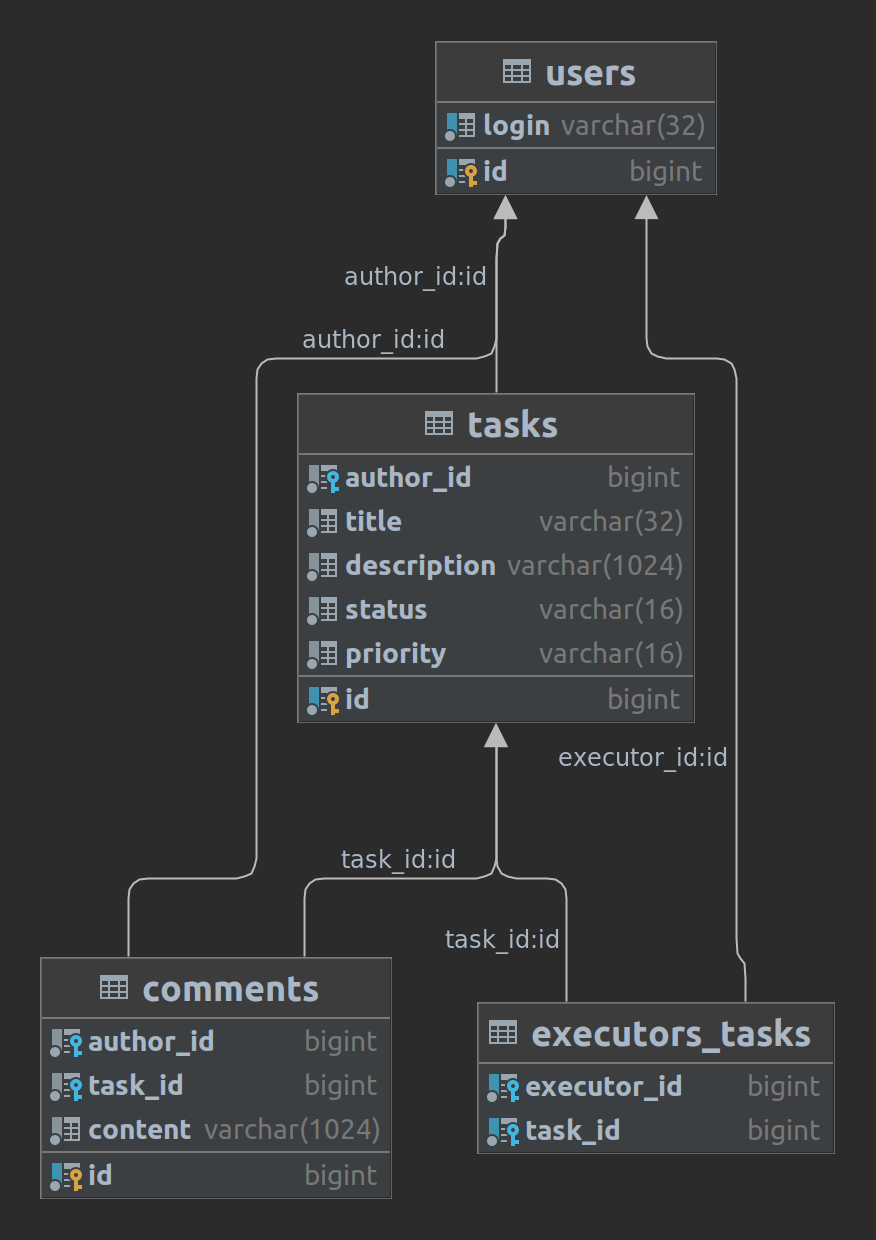 users
login varchar(32)
id bigint
author_id:id
author_id:id
tasks
author_id bigint
title varchar(32)
description varchar(1024)
status varchar(16)
priority varchar(16)
id bigint
executor_id:id
task_id:id
task_id:id
comments
author_id bigint
task_id bigint
content varchar(1024)
id bigint
executors_tasks
executor_id bigint
task_id bigint